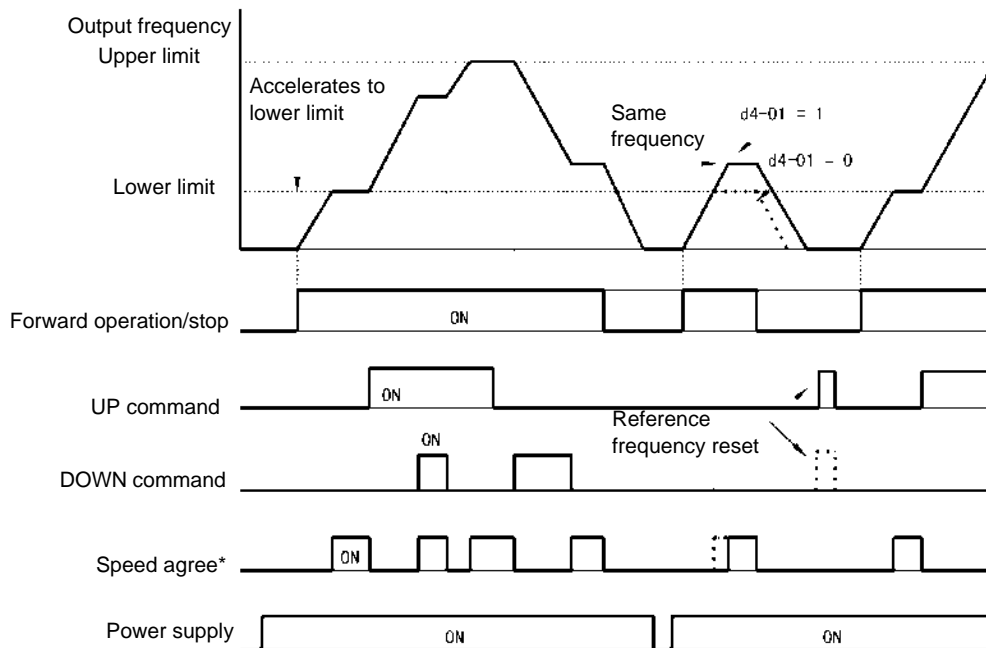 Output frequency
Upper limit
Accelerates to
lower limit
Same
frequency
d4-01 = 1
d4-01 - 0
Lower limit
Forward operation/stop
ON
UP command
ON
Reference
frequency reset
DOWN command
ON
Speed agree*
ON
Power supply
ON
ON